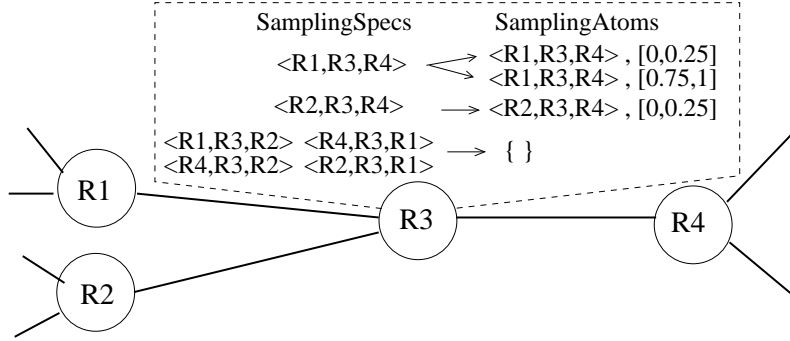 SamplingSpecs SamplingAtoms
<R1,R3,R4> <R1,R3,R4> , [0,0.25]
<R1,R3,R4> , [0.75,1]
<R2,R3,R4> <R2,R3,R4> , [0,0.25]
<R1,R3,R2> <R4,R3,R1>
<R4,R3,R2> <R2,R3,R1>
{ }
R1
R3
R4
R2